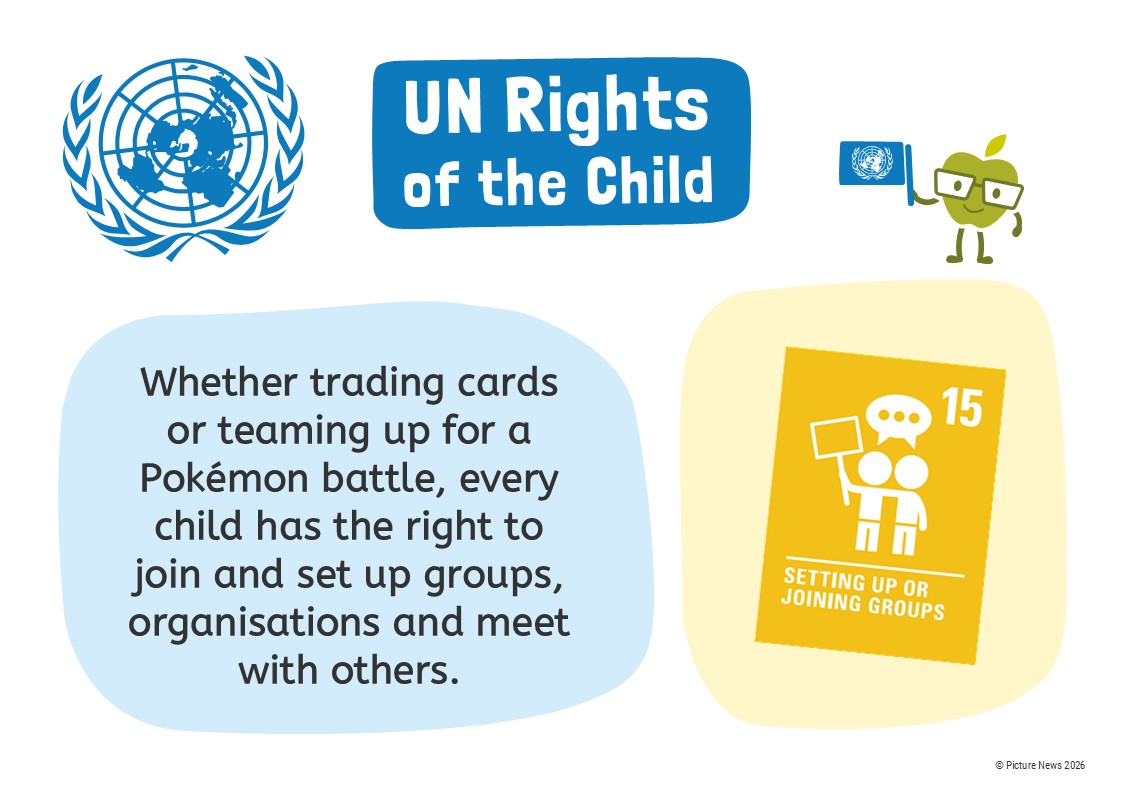 UN Rights
of the Child
Whether trading cards
or teaming up for a
Pokémon battle, every
child has the right to
join and set up groups,
organisations and meet
with others.
15
SETTING UP OR
JOINING GROUPS
© Picture News 2026